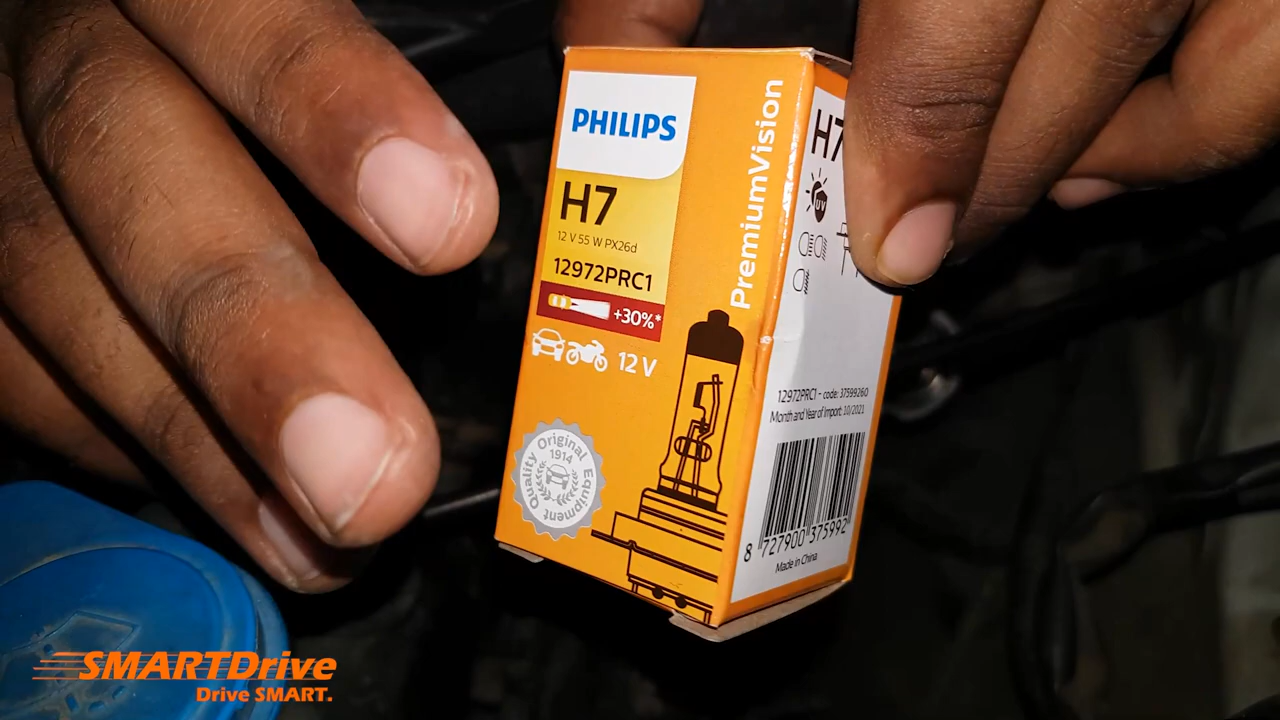 PHILIPS
H7
12 V 55 W PX26d
12972PRC1
+30%*
12 V
PremiumVision
Quality Original Equipment
1914
H7
UV
12972PRC1 - code: 37599260
Month and Year of Import: 10/2021
8 727900 375992
Made in China
SMARTDrive
Drive SMART.